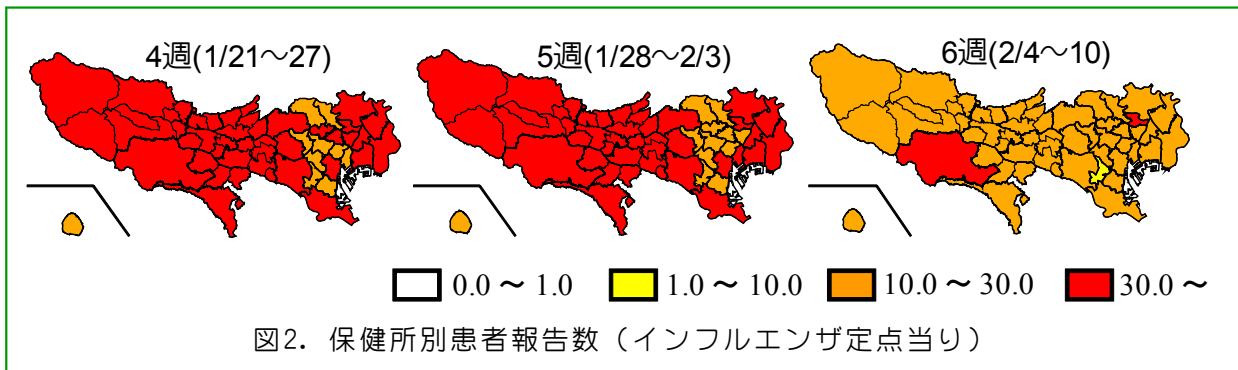 4週(1/21～27) 5週(1/28～2/3) 6週(2/4～10)
0.0 ～ 1.0 1.0 ～ 10.0 10.0 ～ 30.0 30.0 ～
図2. 保健所別患者報告数（インフルエンザ定点当り）